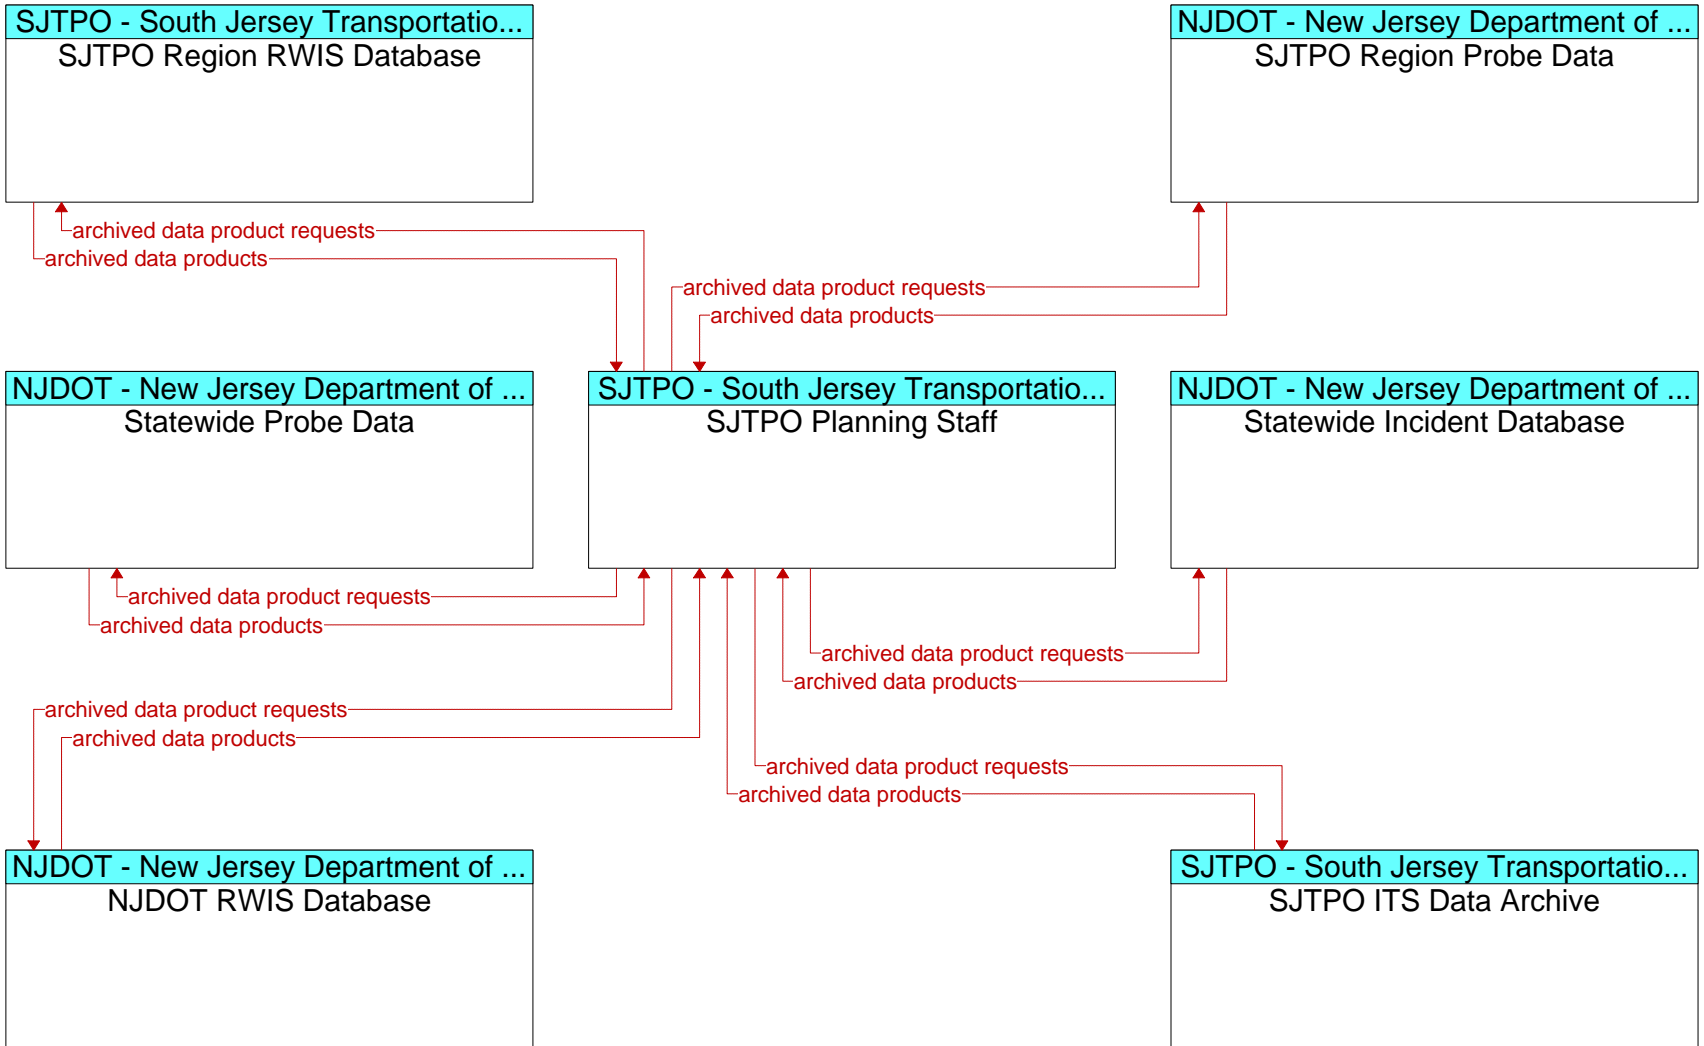 SJTPO - South Jersey Transportatio...
SJTPO Region RWIS Database
NJDOT - New Jersey Department of ...
SJTPO Region Probe Data
archived data product requests
archived data products
archived data product requests
archived data products
NJDOT - New Jersey Department of ...
Statewide Probe Data
SJTPO - South Jersey Transportatio...
SJTPO Planning Staff
NJDOT - New Jersey Department of ...
Statewide Incident Database
archived data product requests
archived data products
archived data product requests
archived data products
archived data product requests
archived data products
archived data product requests
archived data products
NJDOT - New Jersey Department of ...
NJDOT RWIS Database
SJTPO - South Jersey Transportatio...
SJTPO ITS Data Archive